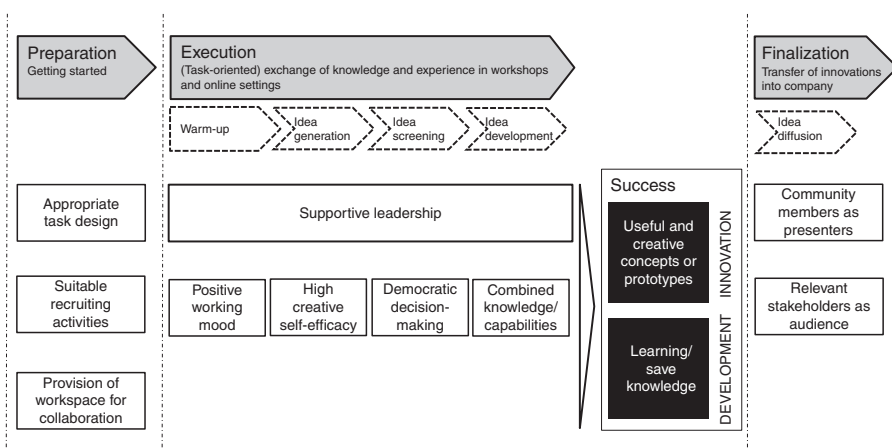 Preparation
Getting started
Execution
(Task-oriented) exchange of knowledge and experience in workshops
and online settings
Finalization
Transfer of innovations
into company
Warm-up
Idea
generation
Idea
screening
Idea
development
Idea
diffusion
Appropriate
task design
Suitable
recruiting
activities
Provision of
workspace for
collaboration
Supportive leadership
Positive
working
mood
High
creative
self-efficacy
Democratic
decision-
making
Combined
knowledge/
capabilities
Success
Useful and
creative
concepts or
prototypes
INNOVATION
Learning/
save
knowledge
DEVELOPMENT
Community
members as
presenters
Relevant
stakeholders as
audience